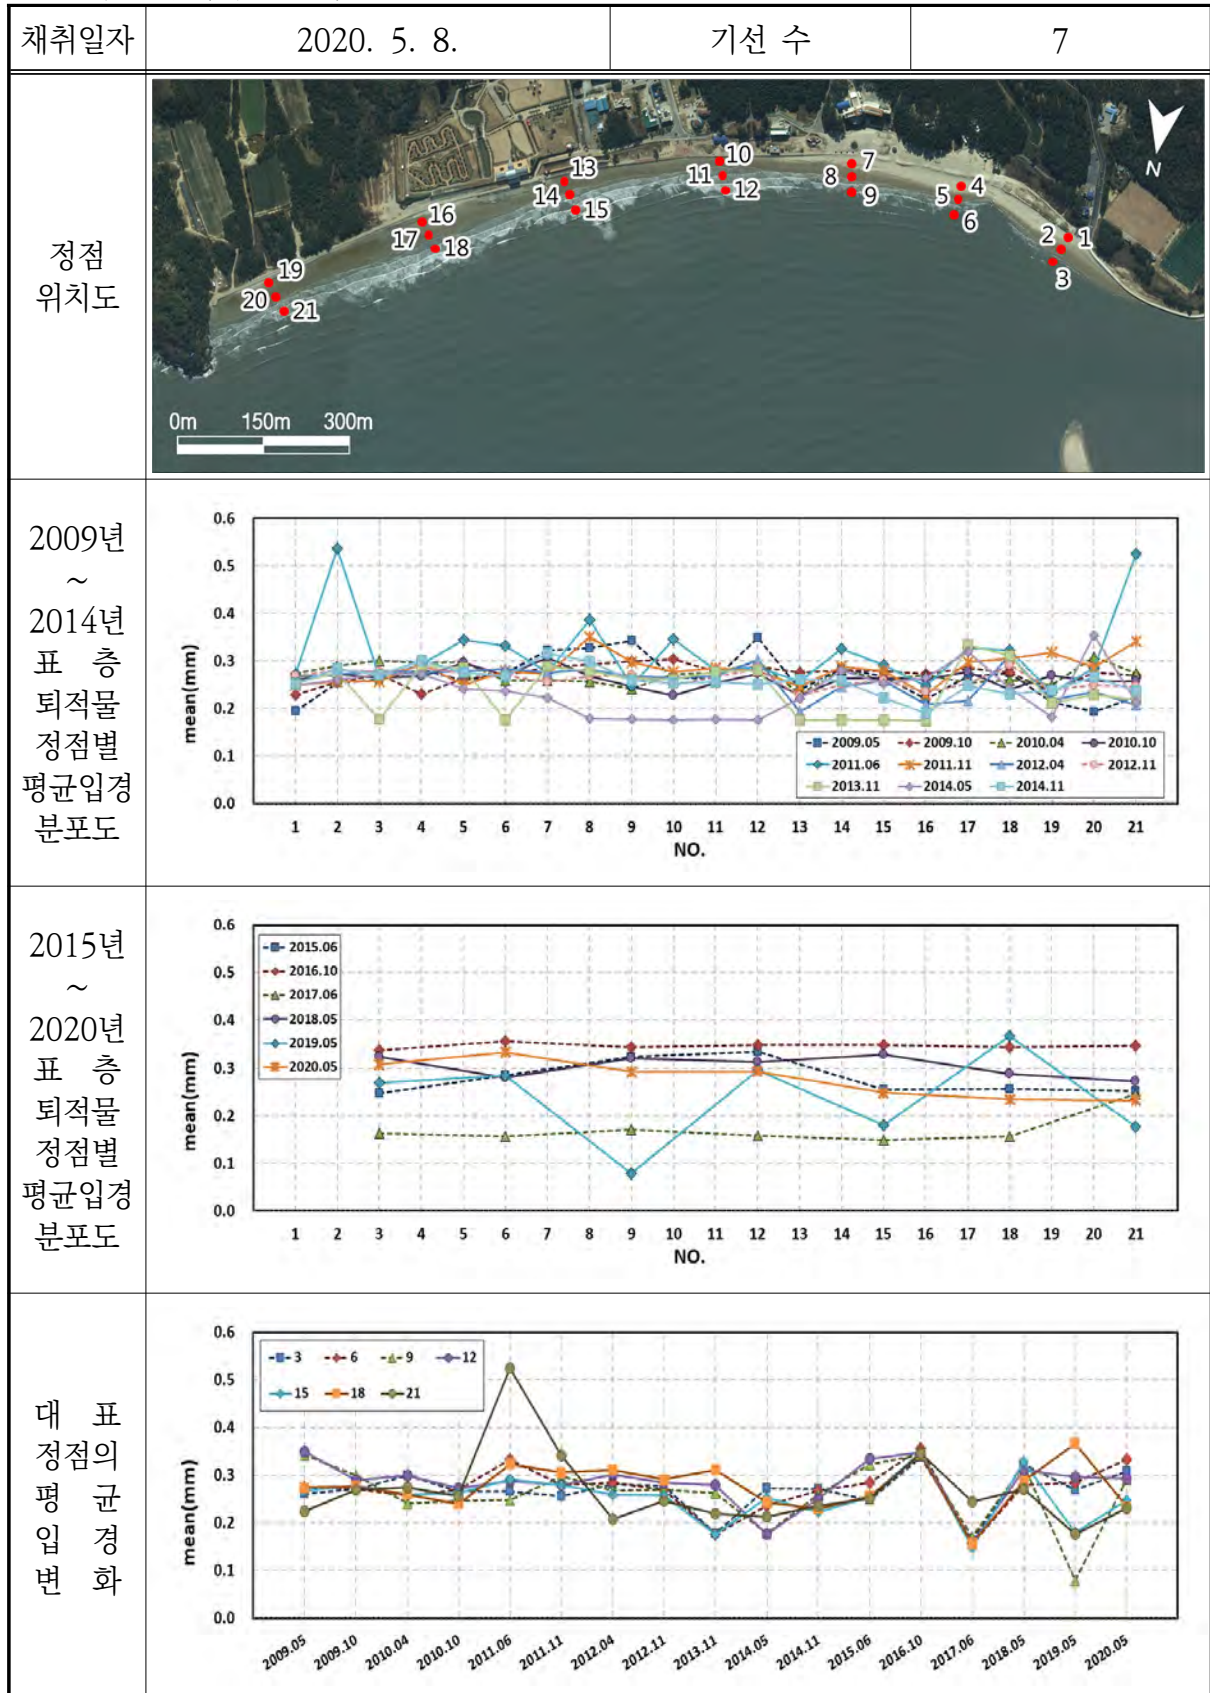 채취일자 2020. 5. 8. 기선 수 7
정점
위치도
1
2
3
4
5
6
7
8
9
10
11
12
13
14
15
16
17
18
19
20
21
N
0m 150m 300m
2009년
~
2014년
표 층
퇴적물
정점별
평균입경
분포도
mean(mm)
0.6
0.5
0.4
0.3
0.2
0.1
0.0
2009.05 2009.10 2010.04 2010.10
2011.06 2011.11 2012.04 2012.11
2013.11 2014.05 2014.11
1 2 3 4 5 6 7 8 9 10 11 12 13 14 15 16 17 18 19 20 21
NO.
2015년
~
2020년
표 층
퇴적물
정점별
평균입경
분포도
mean(mm)
0.6
0.5
0.4
0.3
0.2
0.1
0.0
2015.06
2016.10
2017.06
2018.05
2019.05
2020.05
1 2 3 4 5 6 7 8 9 10 11 12 13 14 15 16 17 18 19 20 21
NO.
대 표
정점의
평 균
입 경
변 화
mean(mm)
0.6
0.5
0.4
0.3
0.2
0.1
0.0
3 6 9 12
15 18 21
2009.05 2009.10 2010.04 2010.10 2011.06 2011.11 2012.04 2012.11 2013.11 2014.05 2014.11 2015.06 2016.10 2017.06 2018.05 2019.05 2020.05